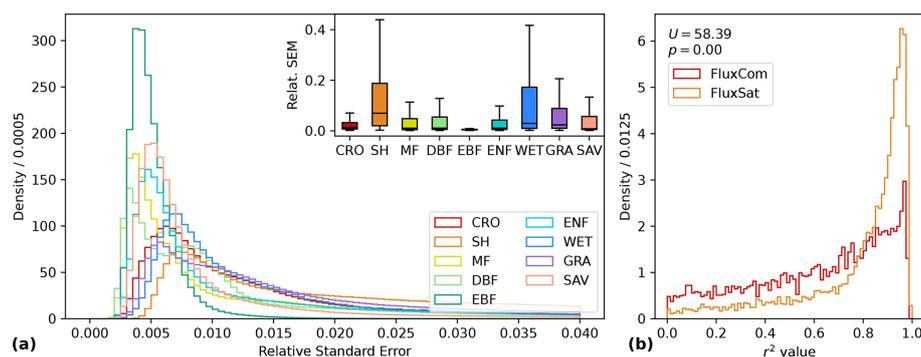 300
250
200
150
100
50
0
Density / 0.0005
0.000 0.005 0.010 0.015 0.020 0.025 0.030 0.035 0.040
Relative Standard Error
(a)
0.4
0.2
0.0
Relat. SEM
CRO SH MF DBF EBF ENF WET GRA SAV
CRO ENF
SH WET
MF GRA
DBF SAV
EBF
6
5
4
3
2
1
0
Density / 0.0125
U = 58.39
p = 0.00
FluxCom
FluxSat
0.0 0.2 0.4 0.6 0.8 1.0
r² value
(b)